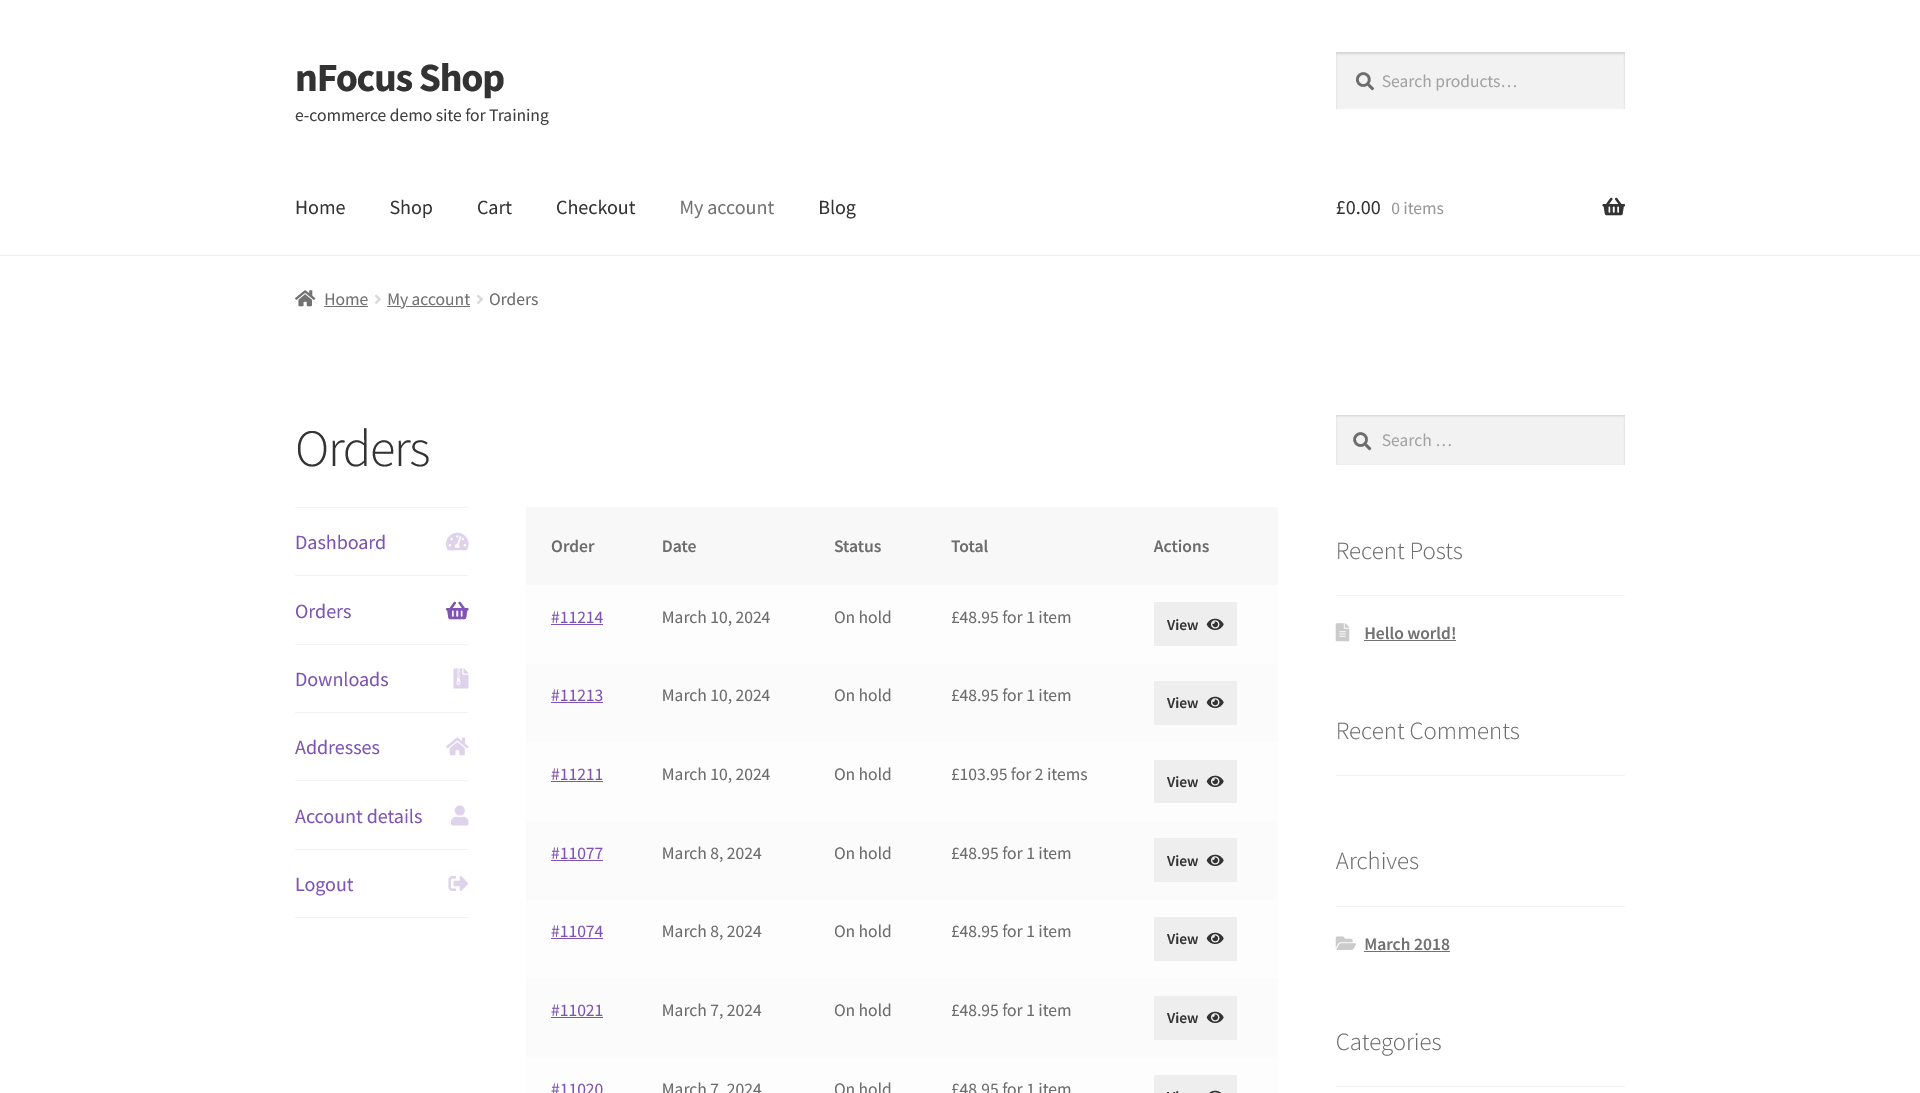 nFocus Shop
e-commerce demo site for Training
Search products…
Home Shop Cart Checkout My account Blog
£0.00 0 items
Home My account Orders
Orders
Dashboard
Orders
Downloads
Addresses
Account details
Logout
Order Date Status Total Actions
#11214 March 10, 2024 On hold £48.95 for 1 item View
#11213 March 10, 2024 On hold £48.95 for 1 item View
#11211 March 10, 2024 On hold £103.95 for 2 items View
#11077 March 8, 2024 On hold £48.95 for 1 item View
#11074 March 8, 2024 On hold £48.95 for 1 item View
#11021 March 7, 2024 On hold £48.95 for 1 item View
#11020 March 7, 2024 On hold £48.95 for 1 item
Search …
Recent Posts
Hello world!
Recent Comments
Archives
March 2018
Categories